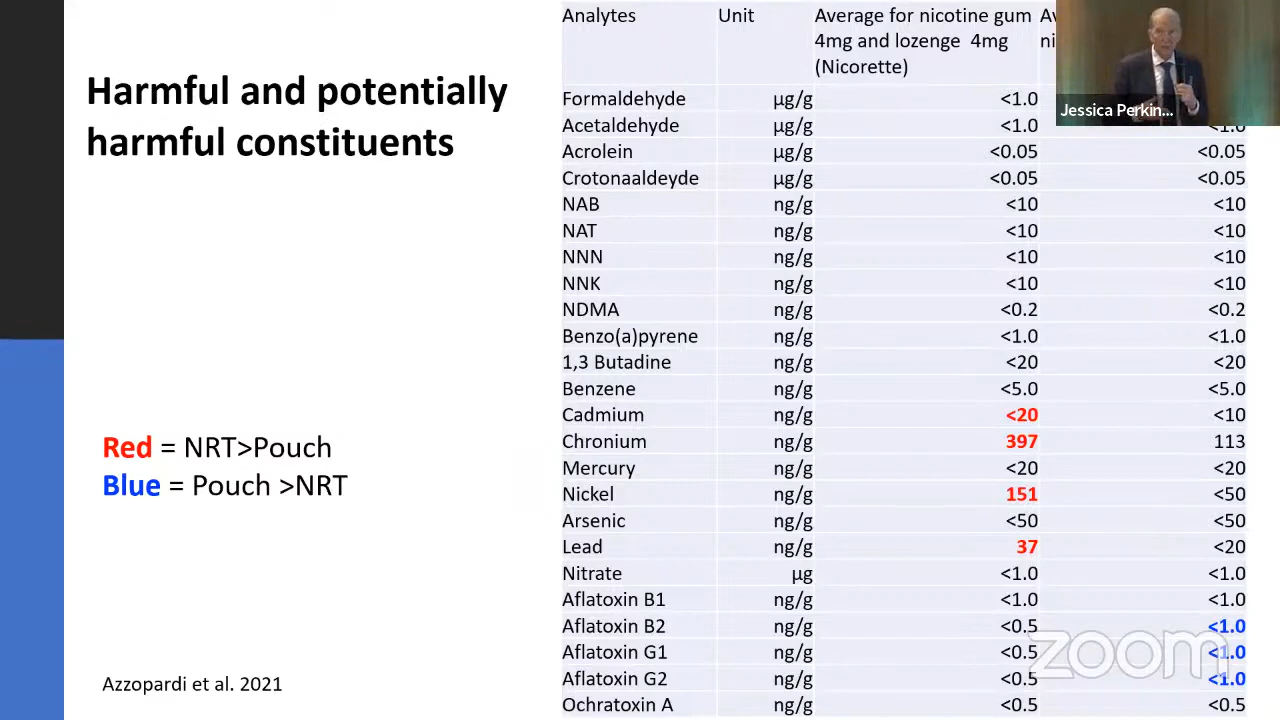 Harmful and potentially
harmful constituents
Red = NRT>Pouch
Blue = Pouch >NRT
Azzopardi et al. 2021
Analytes Unit Average for nicotine gum
4mg and lozenge 4mg
(Nicorette)
Formaldehyde µg/g <1.0
Acetaldehyde µg/g <1.0 <1.0
Acrolein µg/g <0.05 <0.05
Crotonaaldeyde µg/g <0.05 <0.05
NAB ng/g <10 <10
NAT ng/g <10 <10
NNN ng/g <10 <10
NNK ng/g <10 <10
NDMA ng/g <0.2 <0.2
Benzo(a)pyrene ng/g <1.0 <1.0
1,3 Butadine ng/g <20 <20
Benzene ng/g <5.0 <5.0
Cadmium ng/g <20 <10
Chronium ng/g 397 113
Mercury ng/g <20 <20
Nickel ng/g 151 <50
Arsenic ng/g <50 <50
Lead ng/g 37 <20
Nitrate µg <1.0 <1.0
Aflatoxin B1 ng/g <1.0 <1.0
Aflatoxin B2 ng/g <0.5 <1.0
Aflatoxin G1 ng/g <0.5 <1.0
Aflatoxin G2 ng/g <0.5 <1.0
Ochratoxin A ng/g <0.5 <0.5
Jessica Perkin...
zoom